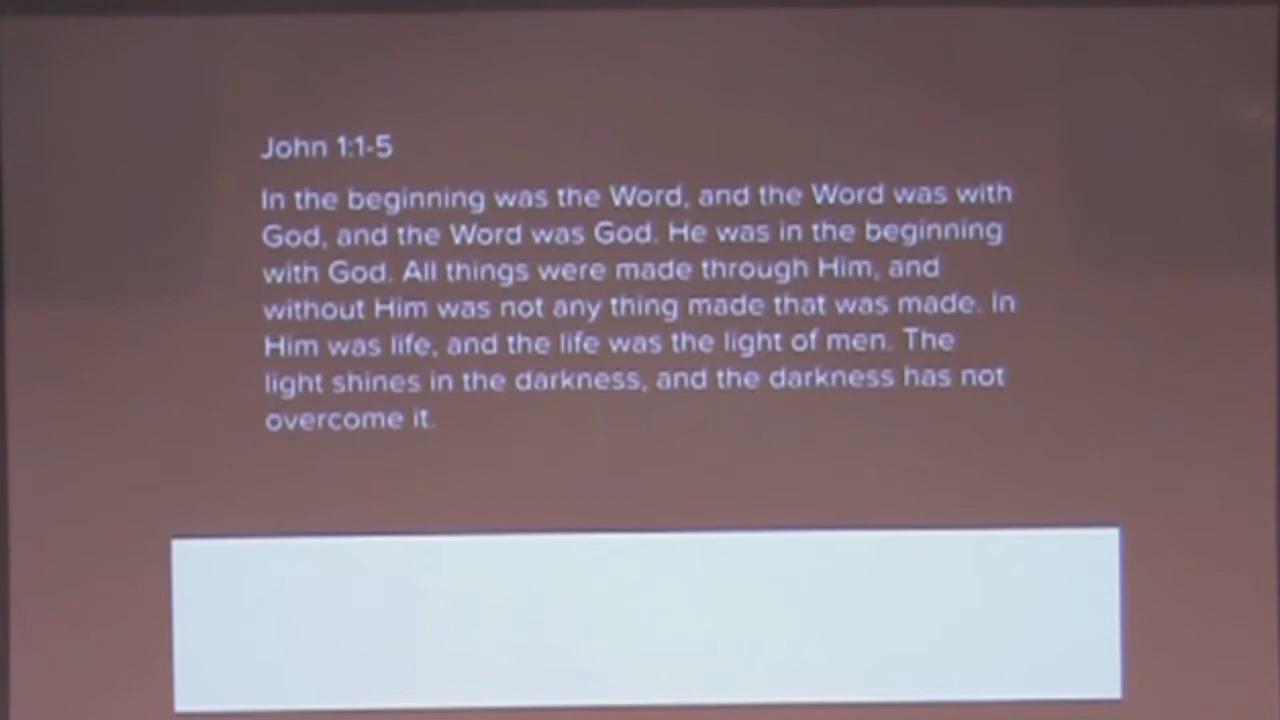 John 1:1-5
In the beginning was the Word, and the Word was with
God, and the Word was God. He was in the beginning
with God. All things were made through Him, and
without Him was not any thing made that was made. In
Him was life, and the life was the light of men. The
light shines in the darkness, and the darkness has not
overcome it.